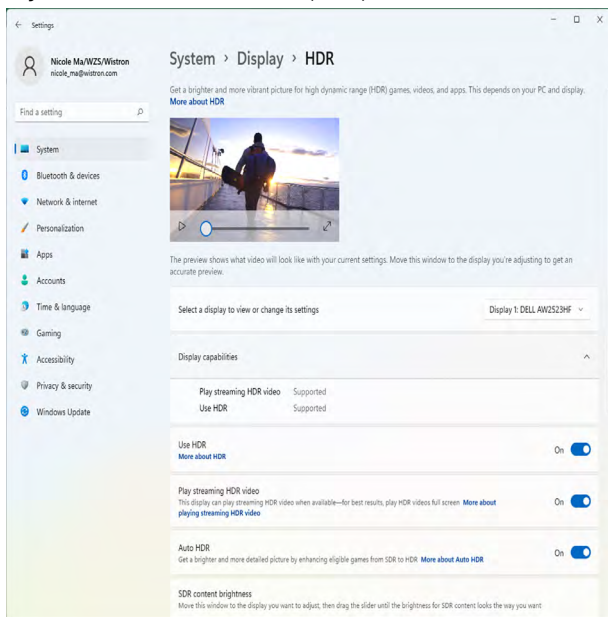 Settings
Nicole Ma/WZS/Wistron
nicole_ma@wistron.com
Find a setting
System
Bluetooth & devices
Network & internet
Personalization
Apps
Accounts
Time & language
Gaming
Accessibility
Privacy & security
Windows Update
System > Display > HDR
Get a brighter and more vibrant picture for high dynamic range (HDR) games, videos, and apps. This depends on your PC and display.
More about HDR
The preview shows what video will look like with your current settings. Move this window to the display you're adjusting to get an
accurate preview.
Select a display to view or change its settings Display 1: DELL AW2523HF
Display capabilities
Play streaming HDR video Supported
Use HDR Supported
Use HDR On
More about HDR
Play streaming HDR video
This display can play streaming HDR video when available—for best results, play HDR videos full screen More about On
playing streaming HDR video
Auto HDR On
Get a brighter and more detailed picture by enhancing eligible games from SDR to HDR More about Auto HDR
SDR content brightness
Move this window to the display you want to adjust, then drag the slider until the brightness for SDR content looks the way you want